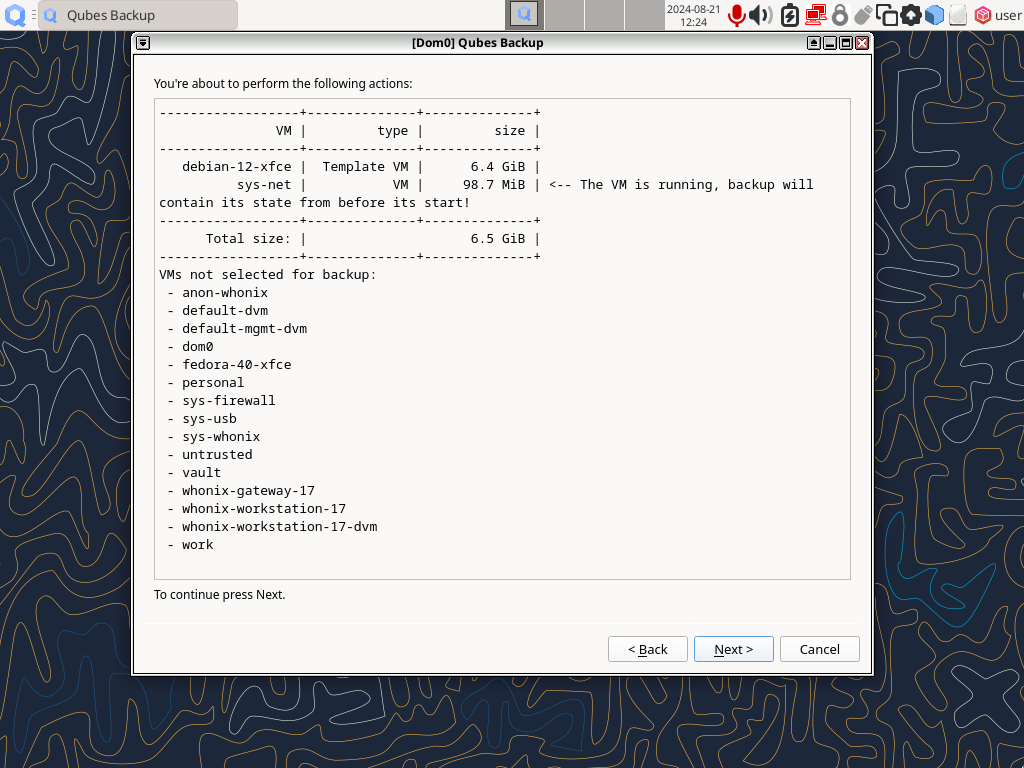 Qubes Backup
2024-08-21
12:24
user
[Dom0] Qubes Backup
You're about to perform the following actions:
-----------------+--------------+--------------+
VM | type | size |
-----------------+--------------+--------------+
debian-12-xfce | Template VM | 6.4 GiB |
sys-net | VM | 98.7 MiB | <-- The VM is running, backup will
contain its state from before its start!
-----------------+--------------+--------------+
Total size: | 6.5 GiB |
-----------------+--------------+--------------+
VMs not selected for backup:
- anon-whonix
- default-dvm
- default-mgmt-dvm
- dom0
- fedora-40-xfce
- personal
- sys-firewall
- sys-usb
- sys-whonix
- untrusted
- vault
- whonix-gateway-17
- whonix-workstation-17
- whonix-workstation-17-dvm
- work
To continue press Next.
< Back Next > Cancel